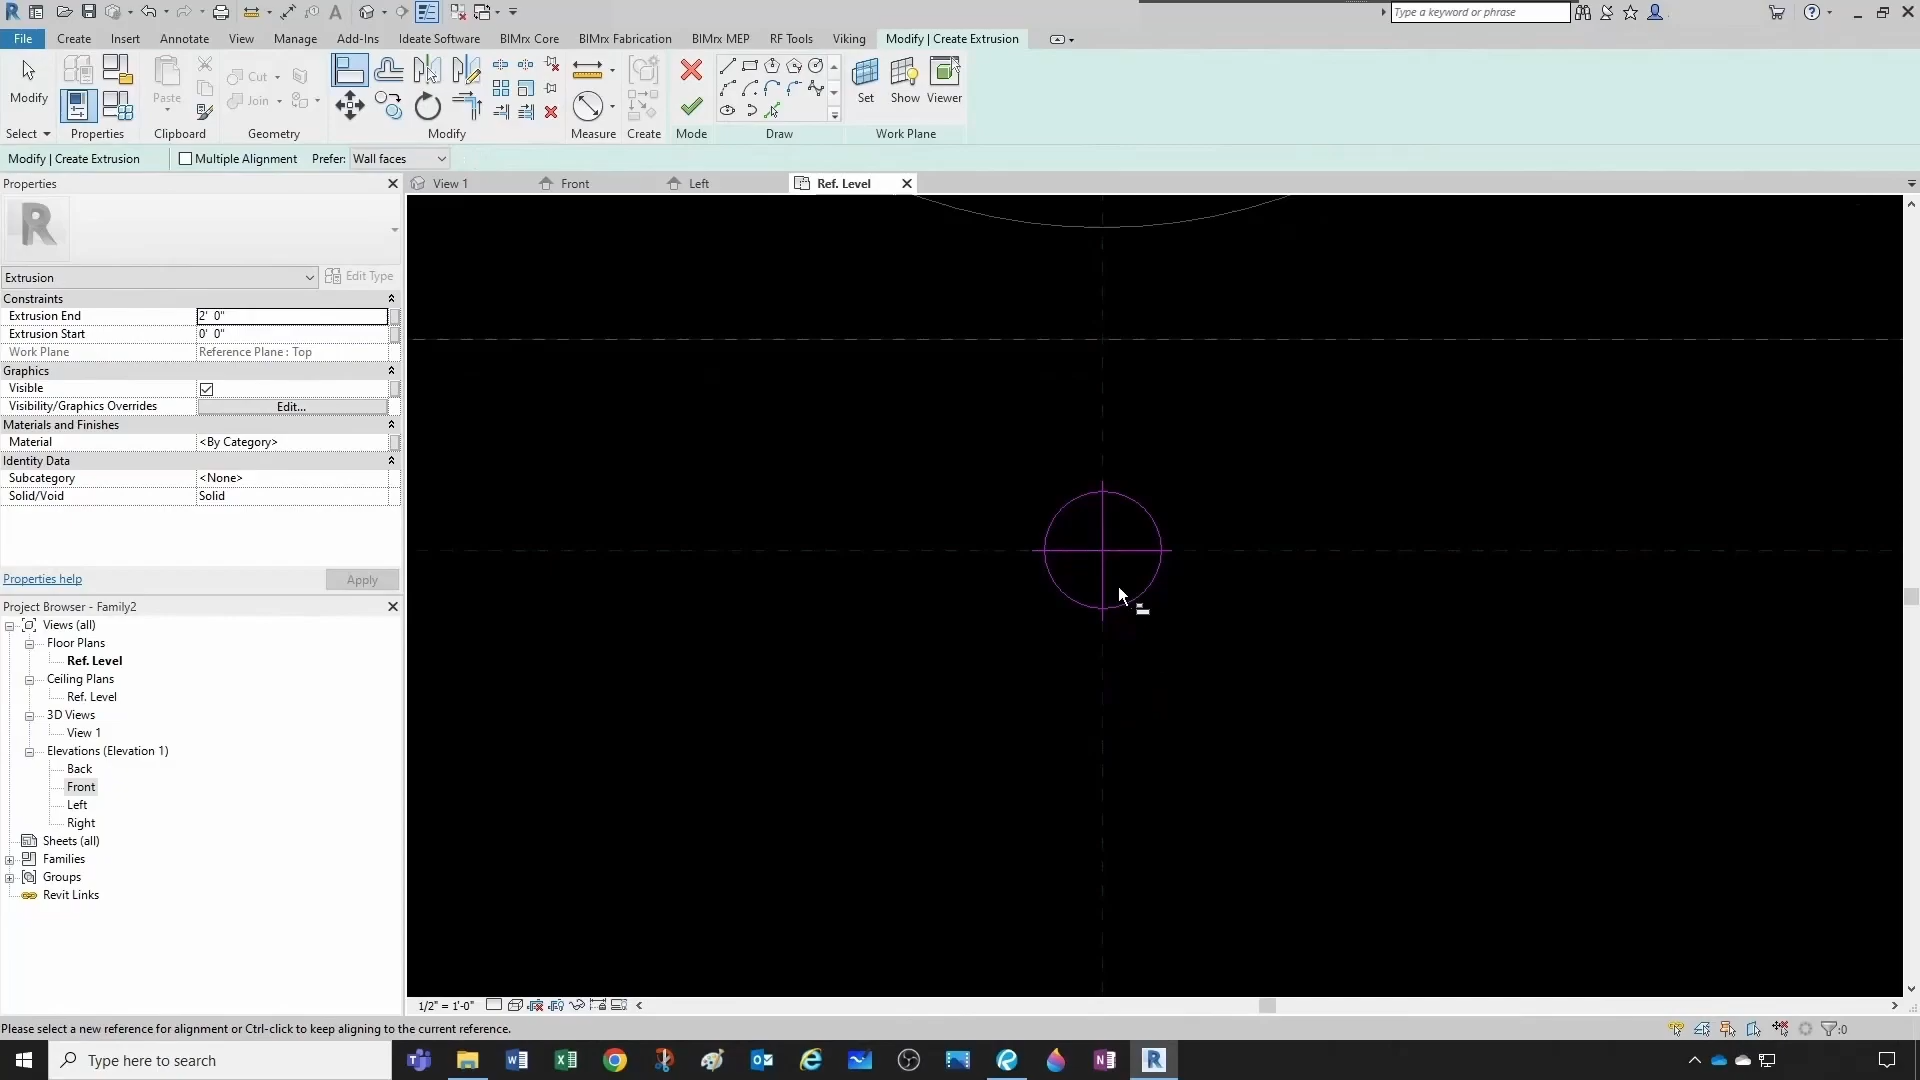 Type a keyword or phrase
File Create Insert Annotate View Manage Add-Ins Ideate Software BIMrx Core BIMrx Fabrication BIMrx MEP RF Tools Viking Modify | Create Extrusion
Modify
Paste
Cut
Join
Set Show Viewer
Select Properties Clipboard Geometry Modify Measure Create Mode Draw Work Plane
Modify | Create Extrusion Multiple Alignment Prefer: Wall faces
Properties
View 1 Front Left Ref. Level
Extrusion Edit Type
Constraints
Extrusion End 2' 0"
Extrusion Start 0' 0"
Work Plane Reference Plane : Top
Graphics
Visible
Visibility/Graphics Overrides Edit...
Materials and Finishes
Material <By Category>
Identity Data
Subcategory <None>
Solid/Void Solid
Properties help Apply
Project Browser - Family2
Views (all)
Floor Plans
Ref. Level
Ceiling Plans
Ref. Level
3D Views
View 1
Elevations (Elevation 1)
Back
Front
Left
Right
Sheets (all)
Families
Groups
Revit Links
1/2" = 1'-0"
Please select a new reference for alignment or Ctrl-click to keep aligning to the current reference.
:0
Type here to search